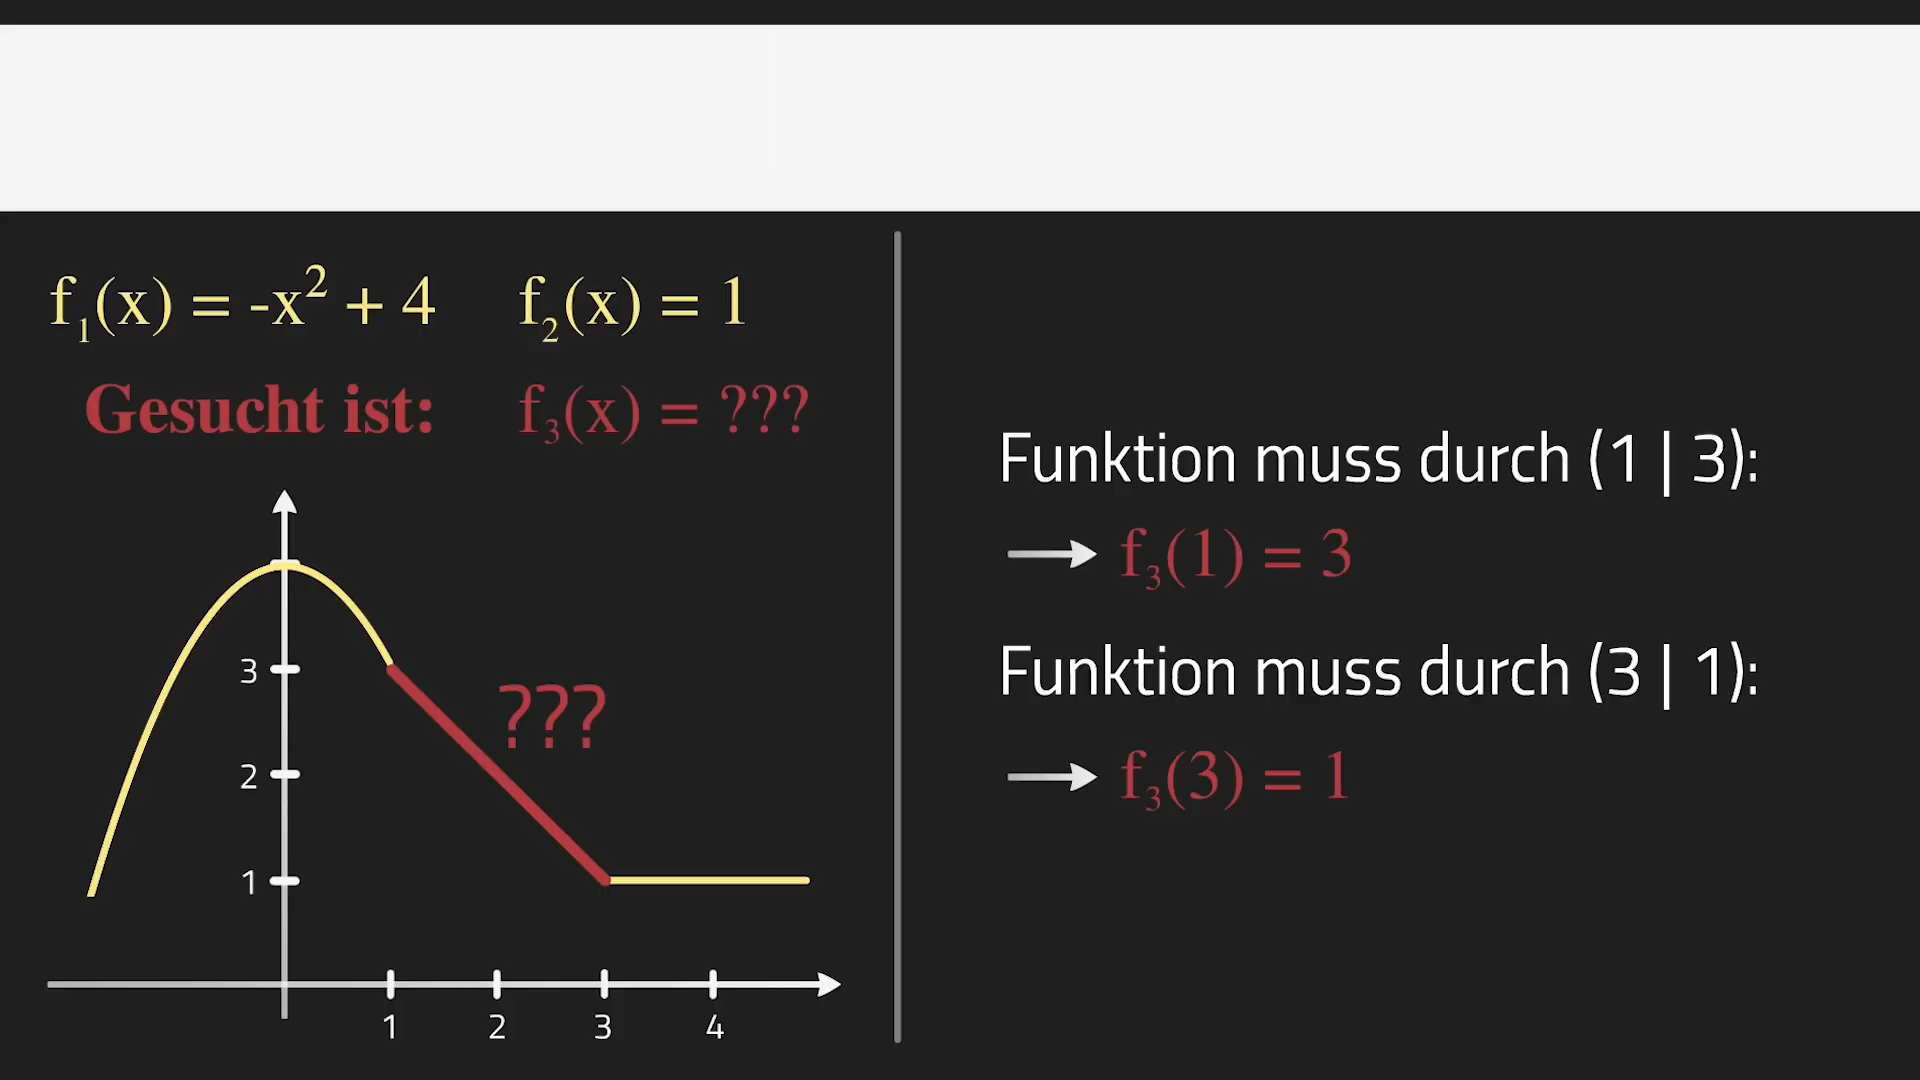 f₁(x) = -x² + 4 f₂(x) = 1
Gesucht ist: f₃(x) = ???
3
???
2
1
1 2 3 4
Funktion muss durch (1 | 3):
f₃(1) = 3
Funktion muss durch (3 | 1):
f₃(3) = 1